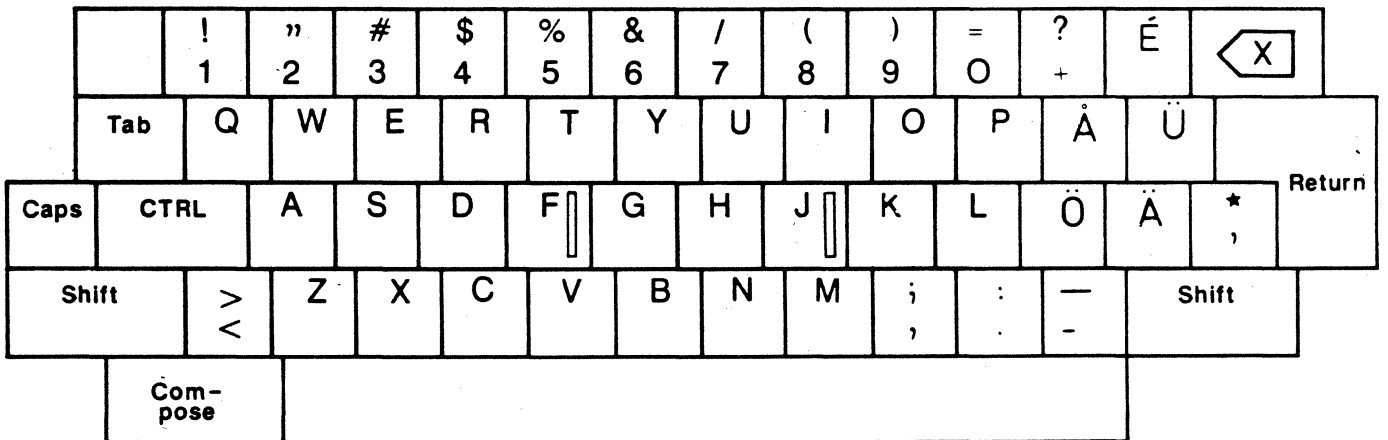 ! " # $ % & / ( ) = ? É
1 2 3 4 5 6 7 8 9 0 + X
Tab Q W E R T Y U I O P Å Ü
Return
Caps CTRL A S D F G H J K L Ö Ä *
'
Shift > Z X C V B N M ; : — Shift
< , . -
Com-
pose